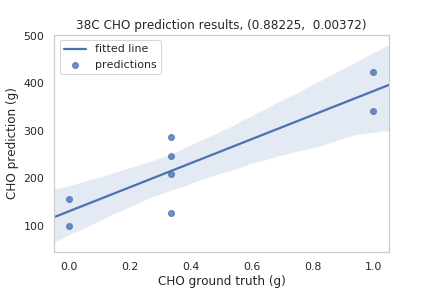 38C CHO prediction results, (0.88225,  0.00372)
fitted line
predictions
CHO prediction (g)
500
400
300
200
100
0.0 0.2 0.4 0.6 0.8 1.0
CHO ground truth (g)